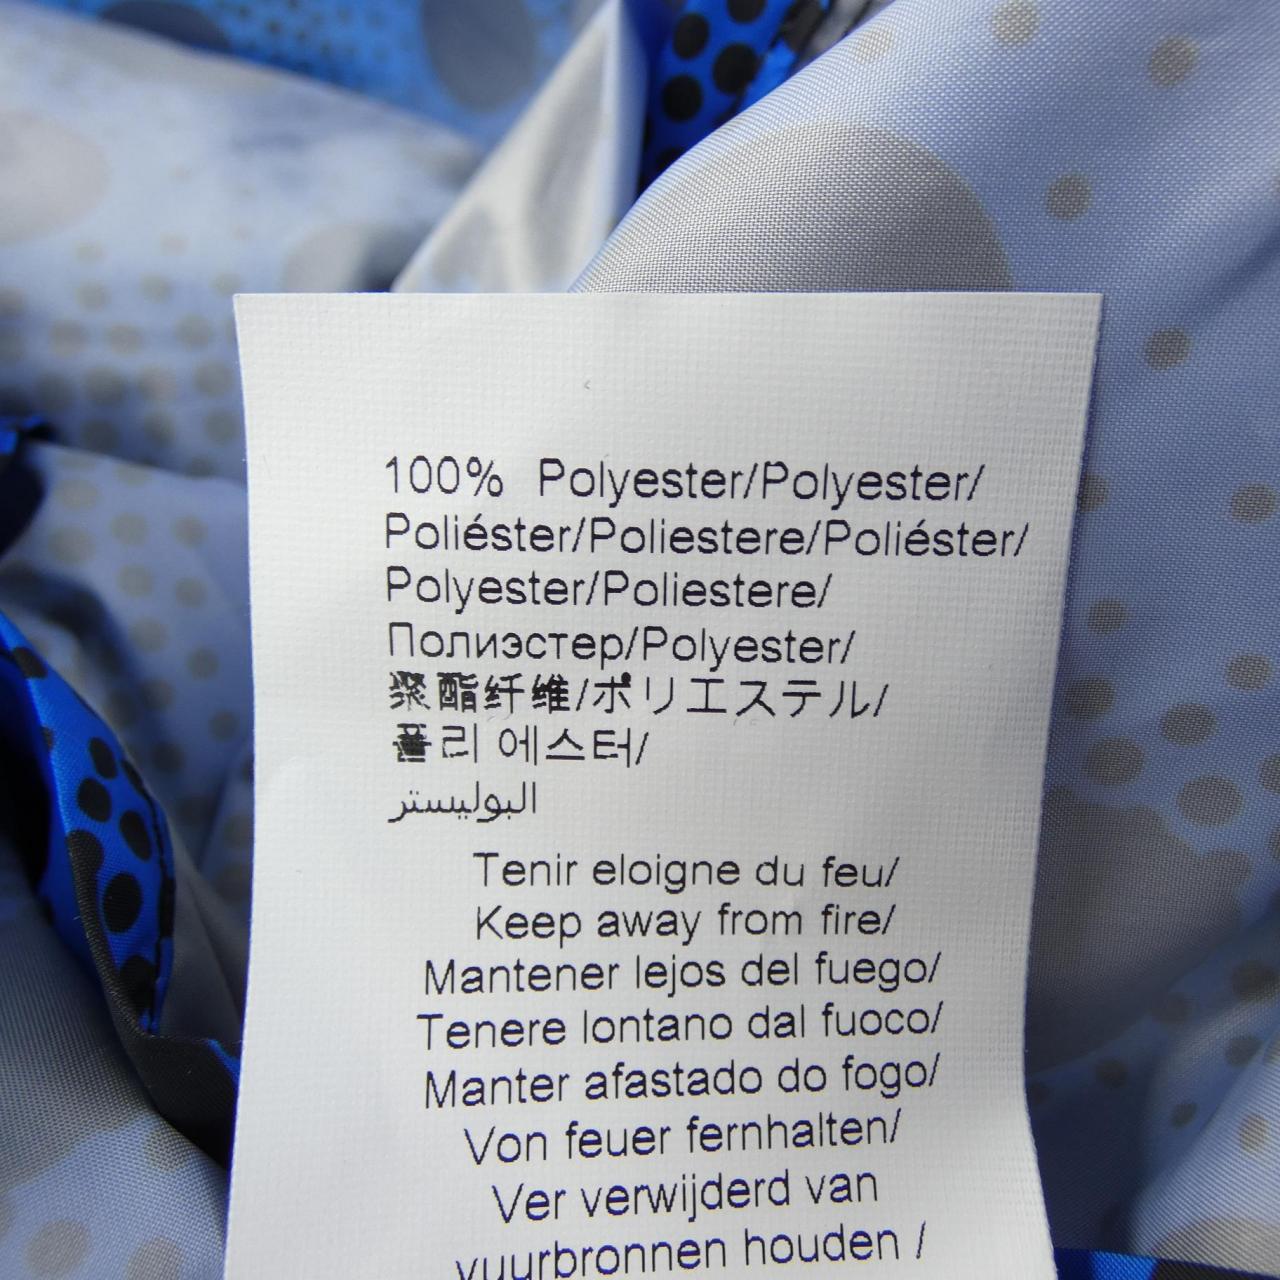 100% Polyester/Polyester/
Poliéster/Poliestere/Poliéster/
Polyester/Poliestere/
Полиэстер/Polyester/
聚酯纤维/ポリエステル/
폴리 에스터/
البوليستر
Tenir eloigne du feu/
Keep away from fire/
Mantener lejos del fuego/
Tenere lontano dal fuoco/
Manter afastado do fogo/
Von feuer fernhalten/
Ver verwijderd van
vuurbronnen houden /